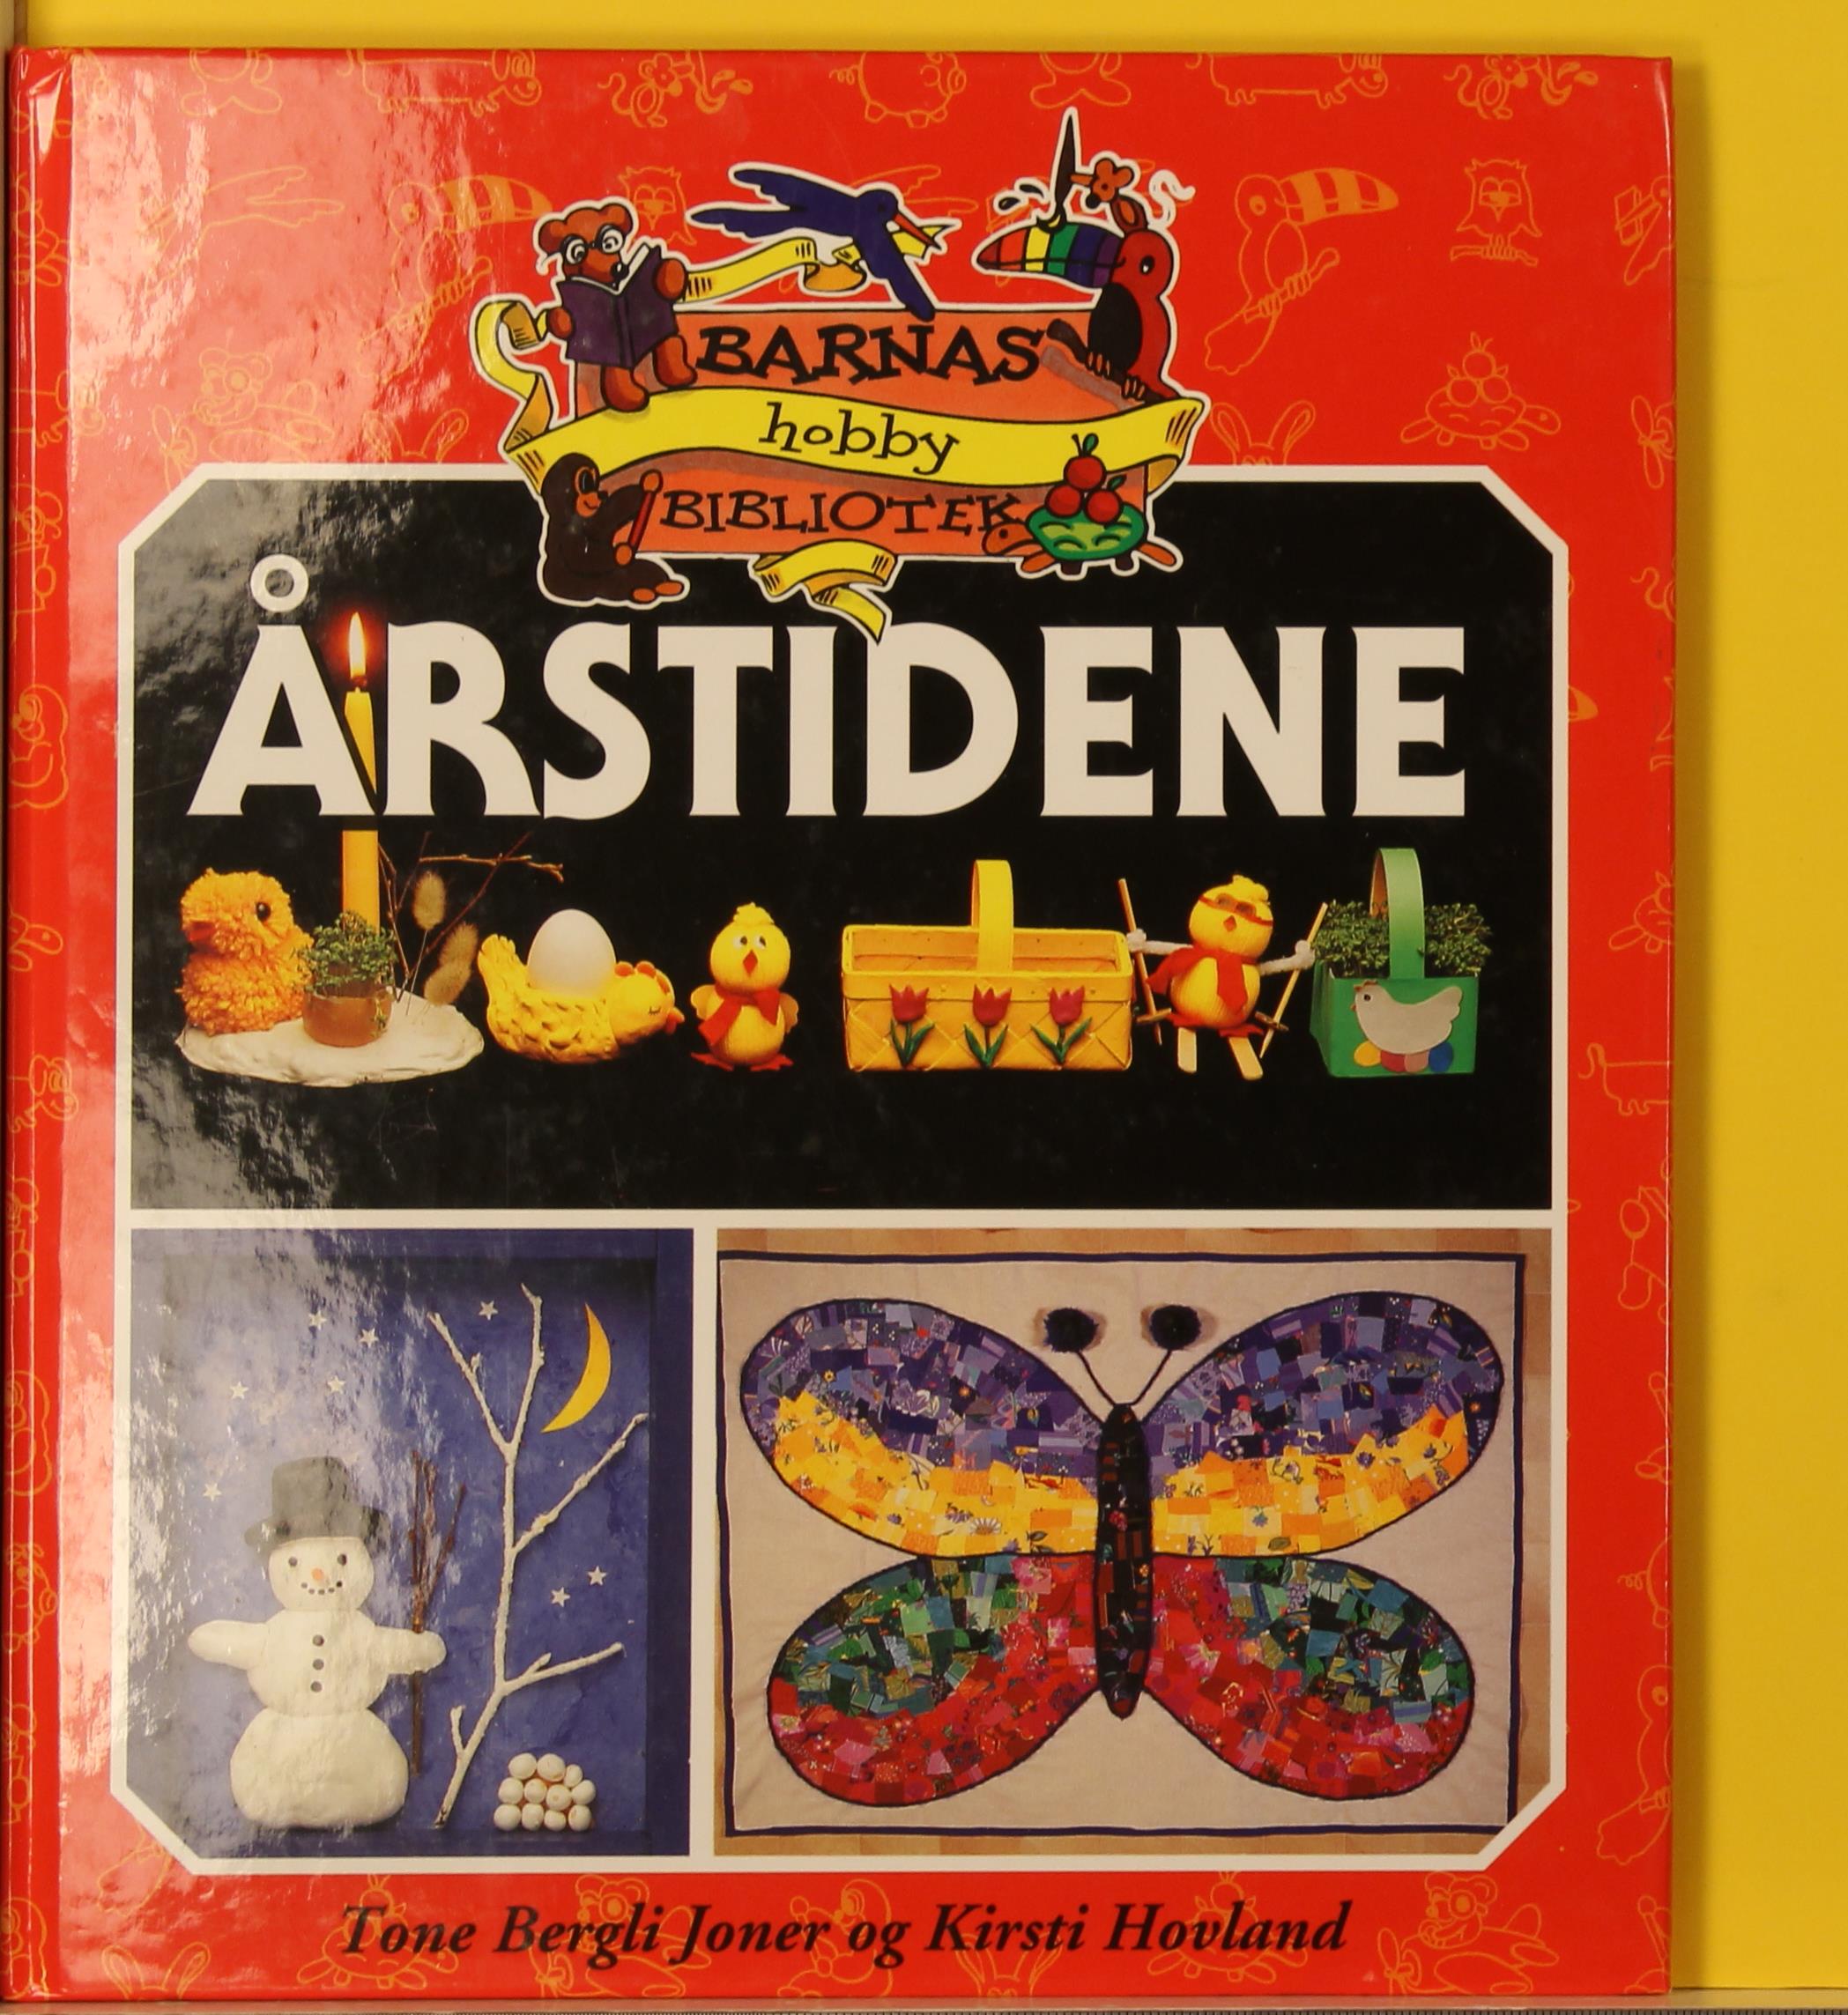 BARNAS
hobby
BIBLIOTEK
ÅRSTIDENE
Tone Bergli Joner og Kirsti Hovland